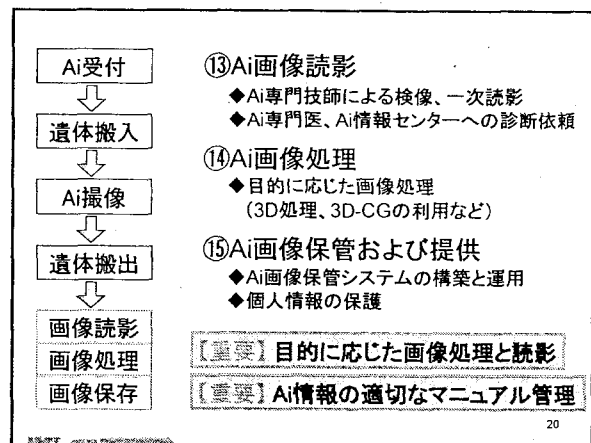 Ai受付
遺体搬入
Ai撮像
遺体搬出
画像読影
画像処理
画像保存
⑬Ai画像読影
◆Ai専門技師による検像、一次読影
◆Ai専門医、Ai情報センターへの診断依頼
⑭Ai画像処理
◆目的に応じた画像処理
(3D処理、3D-CGの利用など)
⑮Ai画像保管および提供
◆Ai画像保管システムの構築と運用
◆個人情報の保護
【重要】目的に応じた画像処理と読影
【重要】Ai情報の適切なマニュアル管理
20